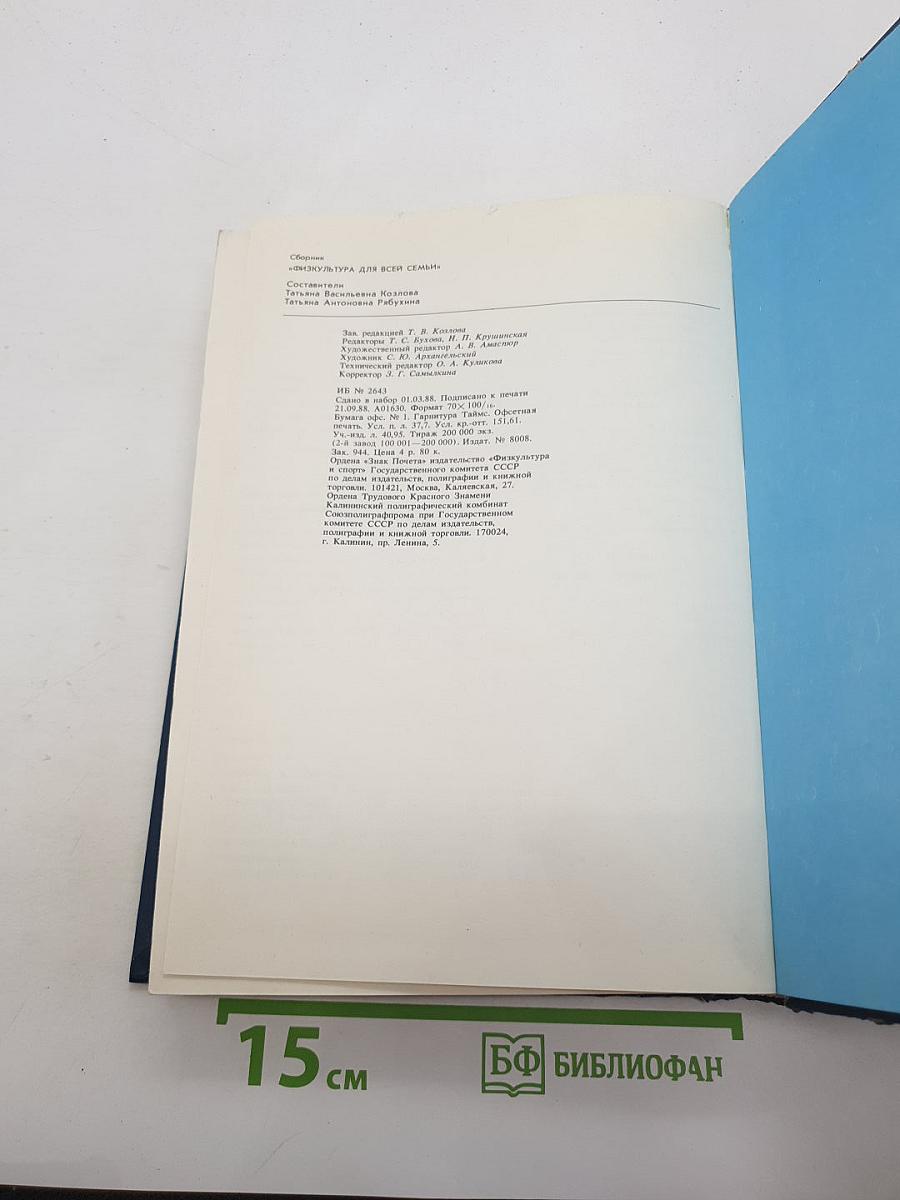 Сборник
«ФИЗКУЛЬТУРА ДЛЯ ВСЕЙ СЕМЬИ»
Составители
Татьяна Васильевна Козлова
Татьяна Антоновна Рябухина
Зав. редакцией Т. В. Козлова
Редакторы Т. С. Бухова, И. П. Крушинская
Художественный редактор А. В. Амаспюр
Художник С. Ю. Архангельский
Технический редактор О. А. Куликова
Корректор З. Г. Самылкина
ИБ № 2643
Сдано в набор 01.03.88. Подписано к печати
21.09.88. А01630. Формат 70×100/16.
Бумага офс. № 1. Гарнитура Таймс. Офсетная
печать. Усл. п. л. 37,7. Усл. кр.-отт. 151,61.
Уч.-изд. л. 40,95. Тираж 200 000 экз.
(2-й завод 100 001—200 000). Издат. № 8008.
Зак. 944. Цена 4 р. 80 к.
Ордена «Знак Почета» издательство «Физкультура
и спорт» Государственного комитета СССР
по делам издательств, полиграфии и книжной
торговли. 101421, Москва, Каляевская, 27.
Ордена Трудового Красного Знамени
Калининский полиграфический комбинат
Союзполиграфпрома при Государственном
комитете СССР по делам издательств,
полиграфии и книжной торговли. 170024,
г. Калинин, пр. Ленина, 5.
15 см
БФ БИБЛИОФАН